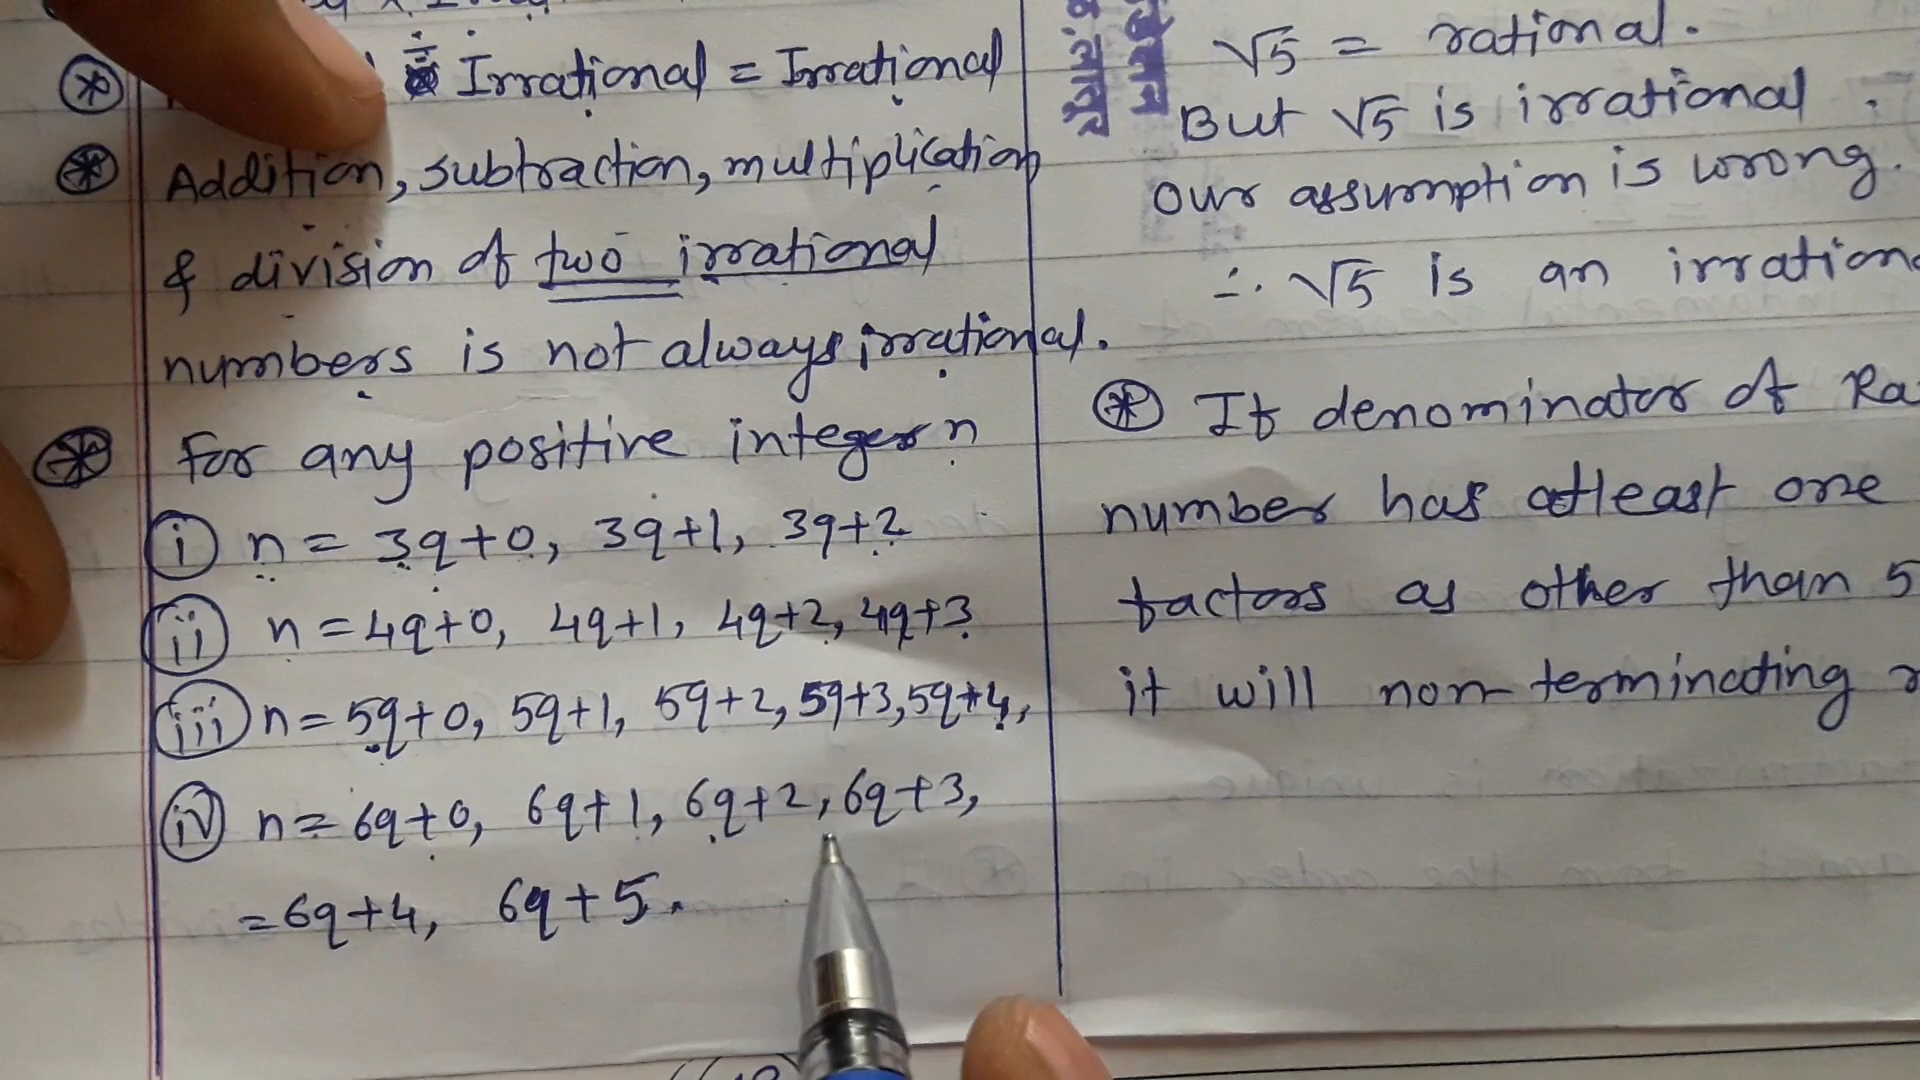 Irrational = Irrational
Addition, subtraction, multiplication
& division of two irrational
numbers is not always irrational.
For any positive integer n
(i) n = 3q+0, 3q+1, 3q+2
(ii) n = 4q+0, 4q+1, 4q+2, 4q+3
(iii) n = 5q+0, 5q+1, 5q+2, 5q+3, 5q+4,
(iv) n = 6q+0, 6q+1, 6q+2, 6q+3,
= 6q+4, 6q+5.
√5 = rational.
But √5 is irrational.
Our assumption is wrong.
∴ √5 is an irration
If denominator of Ra
number has atleast one
factors as other than 5
it will non-terminating r